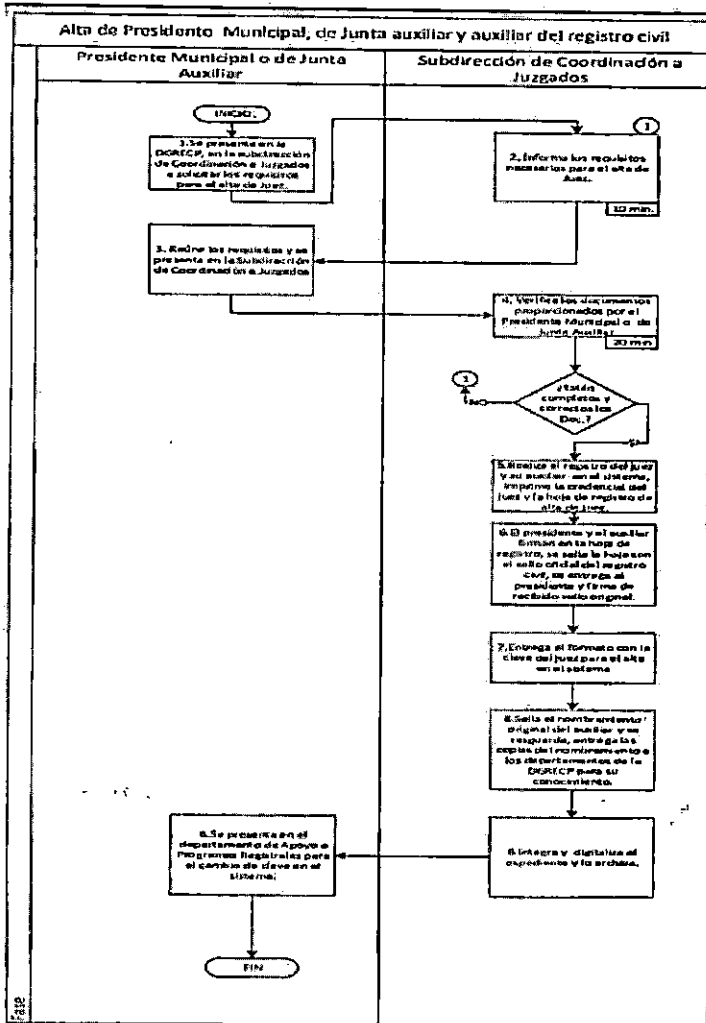 Alta de Presidente Municipal, de Junta auxiliar y auxiliar del registro civil
Presidente Municipal o de Junta
Auxiliar
Subdirección de Coordinación a
Juzgados
INICIO.
1.Se presenta en la
DGRECP, en la subdirección
de Coordinación a Juzgados
a solicitar los requisitos
para el alta de Juez.
1
2. Informa los requisitos
necesarios para el alta de
Juez.
10 min.
3. Reúne los requisitos y se
presenta en la Subdirección
de Coordinación a Juzgados
4. Verifica los documentos
proporcionados por el
Presidente Municipal o de
Junta Auxiliar
20 min
1
¿Están
completos y
correctos los
Doc.?
5.Realiza el registro del juez
y su auxiliar en el sistema,
imprime la credencial del
juez y la hoja de registro de
alta de juez.
6.El presidente y el auxiliar
firman en la hoja de
registro, se sella la hoja con
el sello oficial del registro
civil, se entrega al
presidente y firma de
recibido sello original.
7.Entrega el formato con la
clave del juez para el alta
en el sistema
8.Sella el nombramiento
original del auxiliar y se
resguarda, entrega las
copias del nombramiento a
los departamentos de la
DGRECP para su
conocimiento.
9.Integra y digitaliza el
expediente y lo archiva.
6.Se presenta en el
departamento de Apoyo a
Programas Registrales para
el cambio de clave en el
sistema.
FIN
Fase